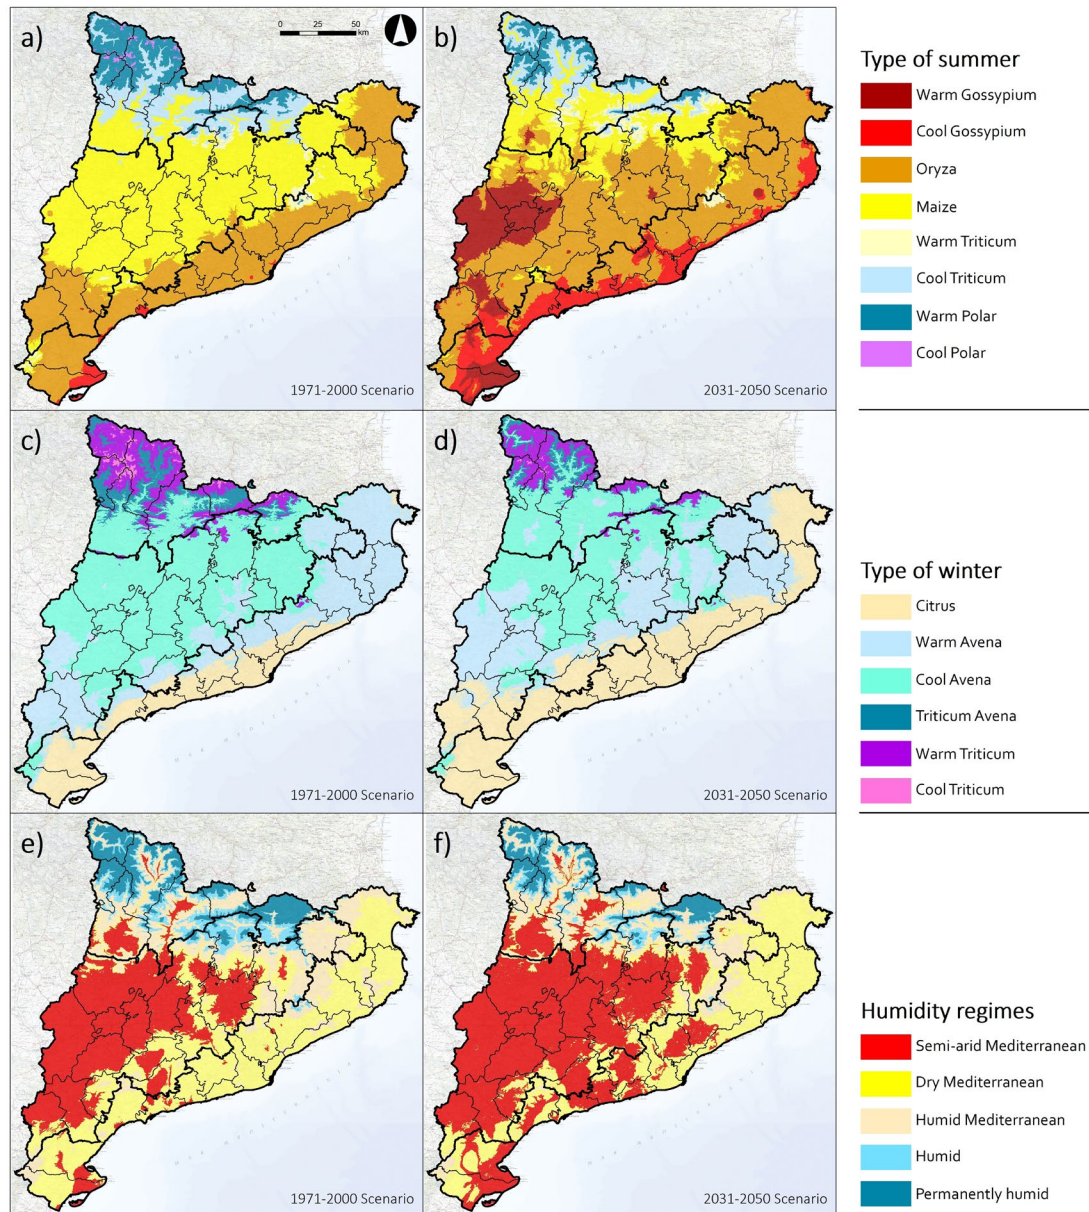 a)
0 25 50
km
1971-2000 Scenario
b)
2031-2050 Scenario
Type of summer
Warm Gossypium
Cool Gossypium
Oryza
Maize
Warm Triticum
Cool Triticum
Warm Polar
Cool Polar
c)
1971-2000 Scenario
d)
2031-2050 Scenario
Type of winter
Citrus
Warm Avena
Cool Avena
Triticum Avena
Warm Triticum
Cool Triticum
e)
1971-2000 Scenario
f)
2031-2050 Scenario
Humidity regimes
Semi-arid Mediterranean
Dry Mediterranean
Humid Mediterranean
Humid
Permanently humid